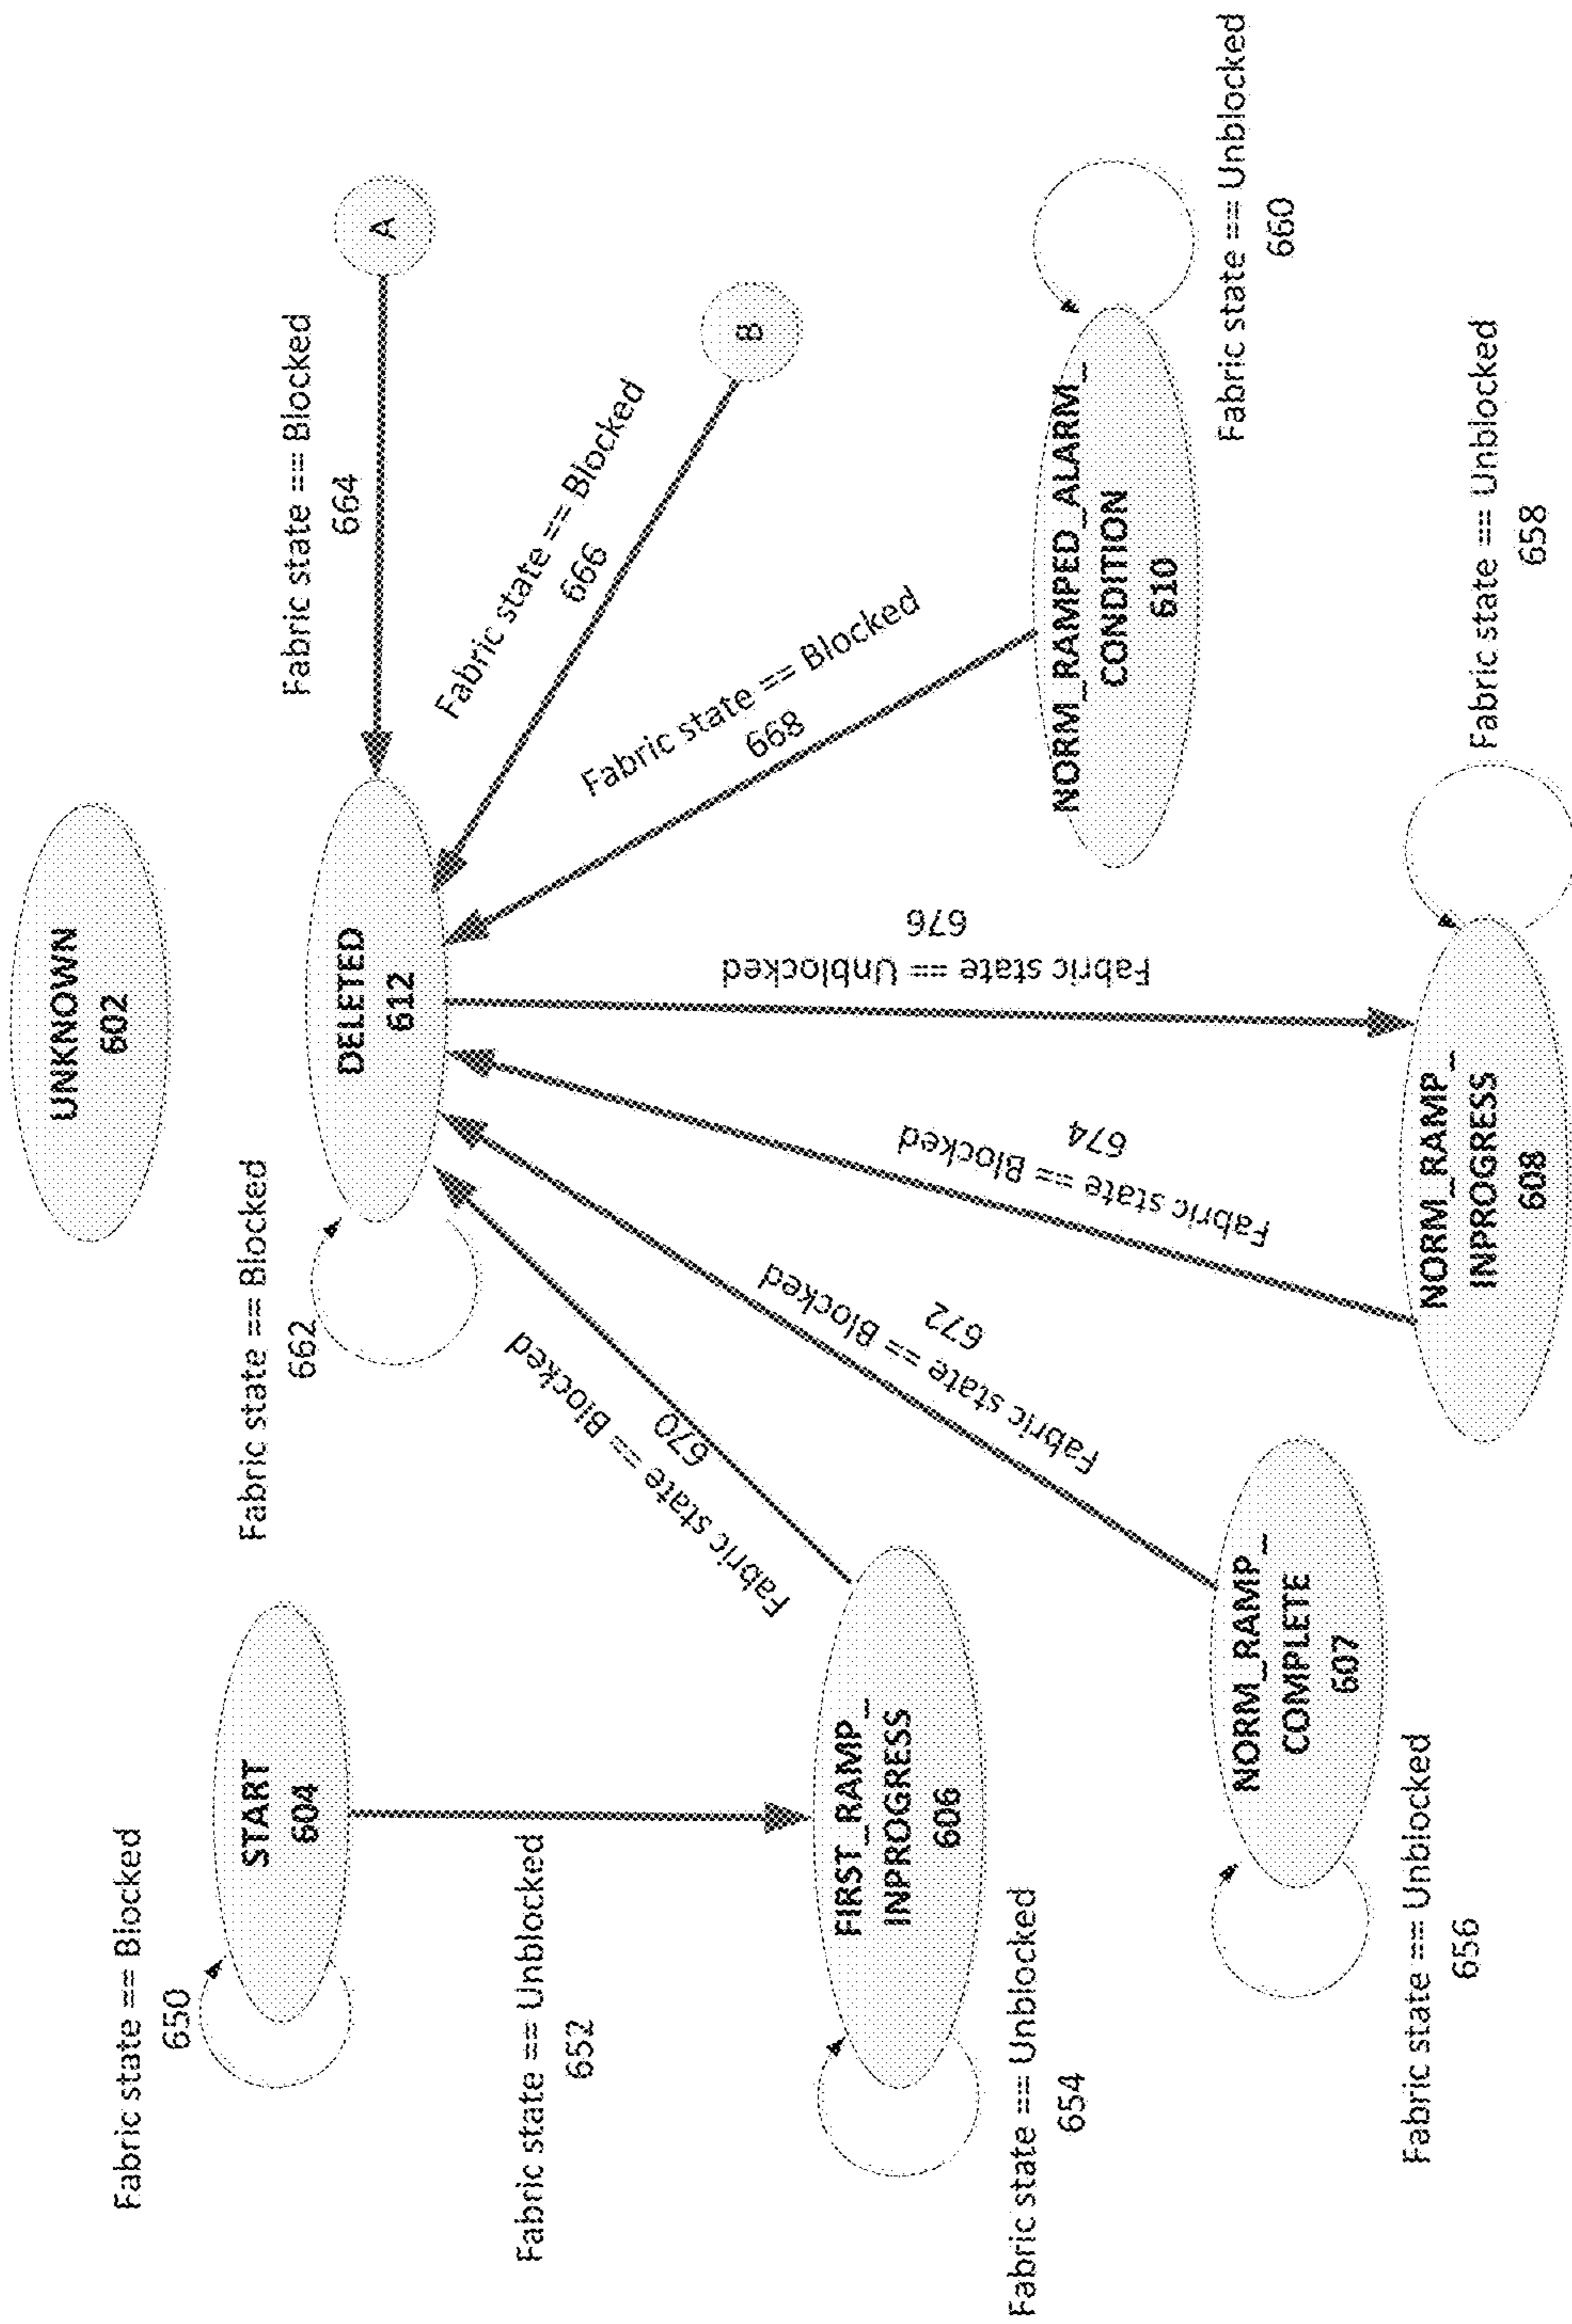 UNKNOWN
602
Fabric state == Blocked
650
START
604
Fabric state == Blocked
662
DELETED
612
Fabric state == Blocked
664
A
Fabric state == Unblocked
652
Fabric state == Blocked
670
Fabric state == Blocked
672
Fabric state == Blocked
674
Fabric state == Unblocked
676
Fabric state == Blocked
668
Fabric state == Blocked
666
B
FIRST_RAMP_
INPROGRESS
606
Fabric state == Unblocked
654
NORM_RAMP_
COMPLETE
607
Fabric state == Unblocked
656
NORM_RAMP_
INPROGRESS
608
Fabric state == Unblocked
658
NORM_RAMPED_ALARM_
CONDITION
610
Fabric state == Unblocked
660